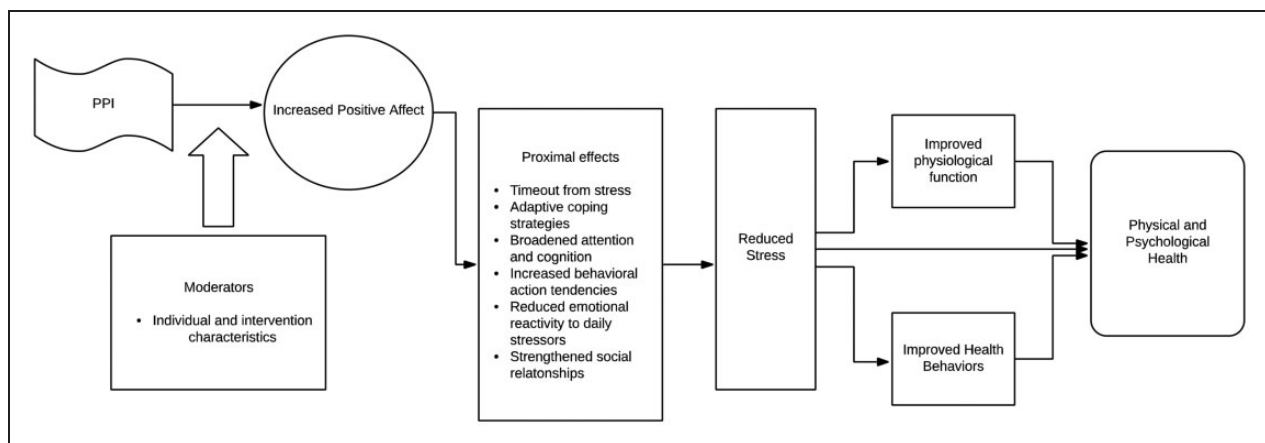 PPI
Increased Positive Affect
Moderators
• Individual and intervention
characteristics
Proximal effects
• Timeout from stress
• Adaptive coping
strategies
• Broadened attention
and cognition
• Increased behavioral
action tendencies
• Reduced emotional
reactivity to daily
stressors
• Strengthened social
relatonships
Reduced
Stress
Improved
physiological
function
Improved Health
Behaviors
Physical and
Psychological
Health